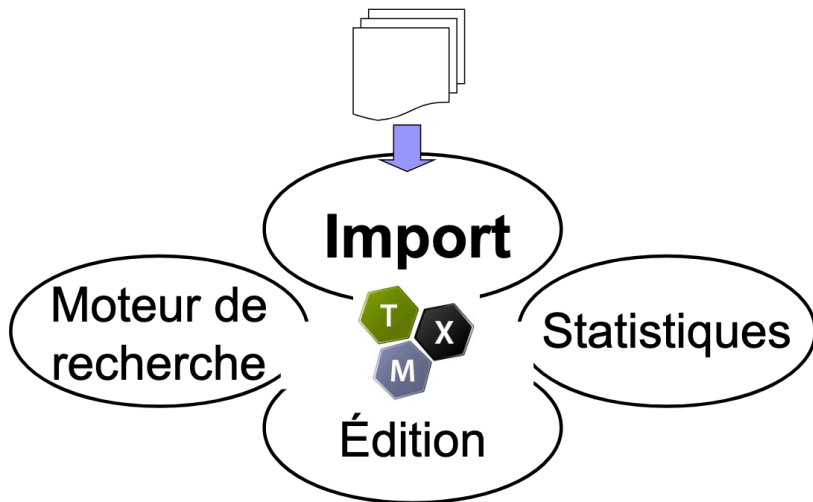 Import
Moteur de
recherche
T
X
M
Statistiques
Édition